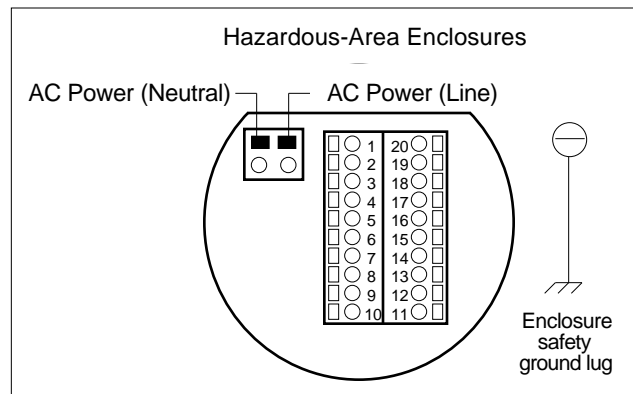 Hazardous-Area Enclosures
AC Power (Neutral) AC Power (Line)
1 20
2 19
3 18
4 17
5 16
6 15
7 14
8 13
9 12
10 11
Enclosure
safety
ground lug